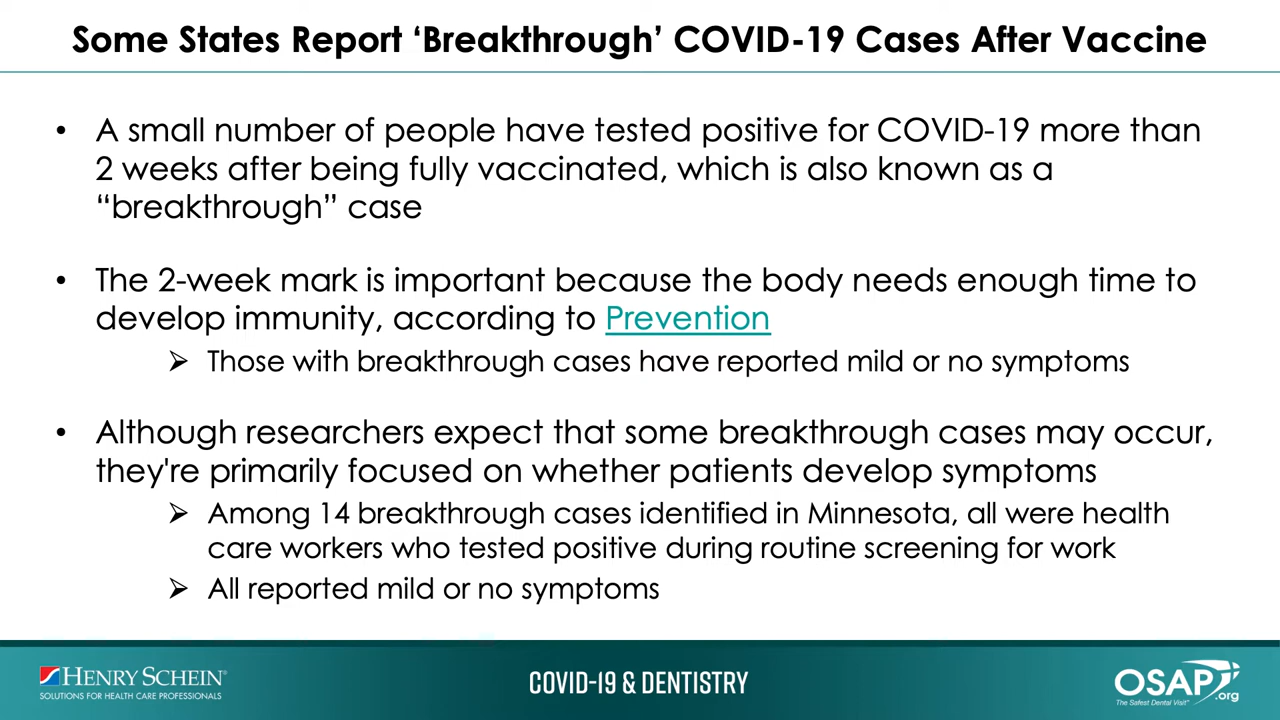 Some States Report ‘Breakthrough’ COVID-19 Cases After Vaccine
• A small number of people have tested positive for COVID-19 more than
2 weeks after being fully vaccinated, which is also known as a
“breakthrough” case
• The 2-week mark is important because the body needs enough time to
develop immunity, according to Prevention
➢ Those with breakthrough cases have reported mild or no symptoms
• Although researchers expect that some breakthrough cases may occur,
they're primarily focused on whether patients develop symptoms
➢ Among 14 breakthrough cases identified in Minnesota, all were health
care workers who tested positive during routine screening for work
➢ All reported mild or no symptoms
HENRY SCHEIN®
SOLUTIONS FOR HEALTH CARE PROFESSIONALS
COVID-19 & DENTISTRY
OSAP.org
The Safest Dental Visit™